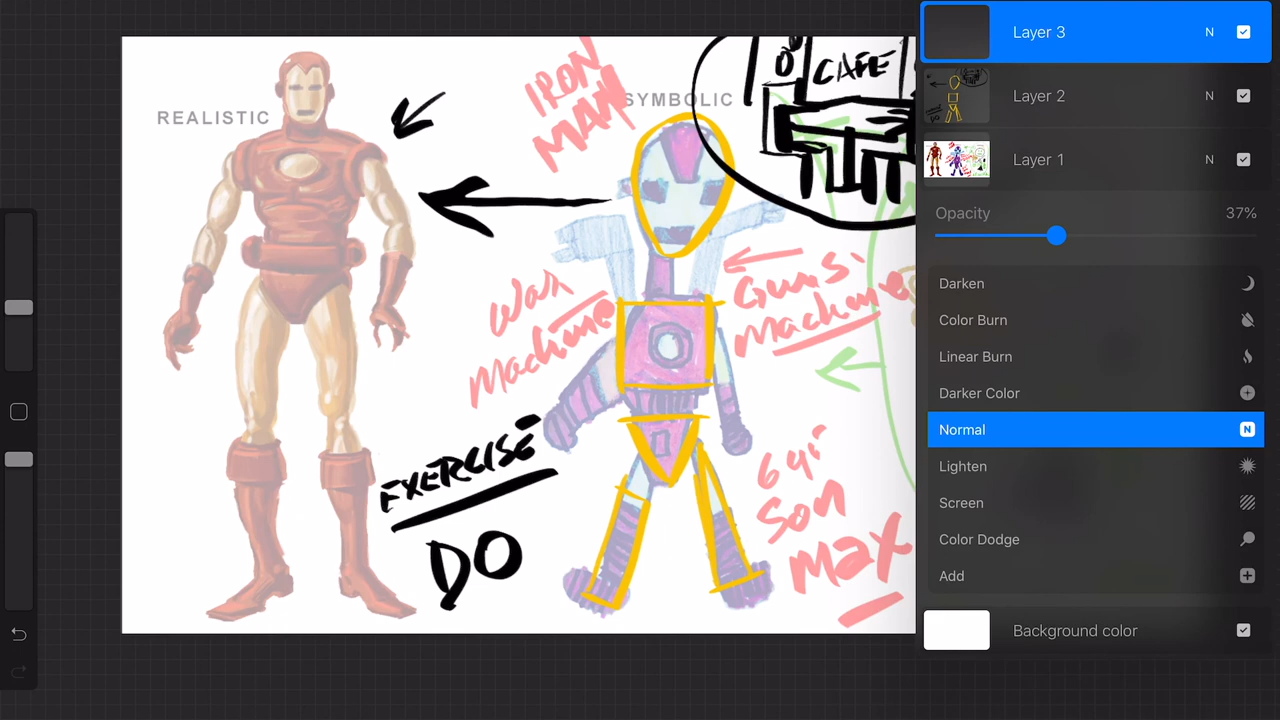 REALISTIC
IRON
MAN
SYMBOLIC
CAFE
War
Machine
Guns
Machine
EXERCISE
DO
6 yr
Son
Max
Layer 3
N
Layer 2
N
Layer 1
N
Opacity
37%
Darken
Color Burn
Linear Burn
Darker Color
Normal
N
Lighten
Screen
Color Dodge
Add
Background color